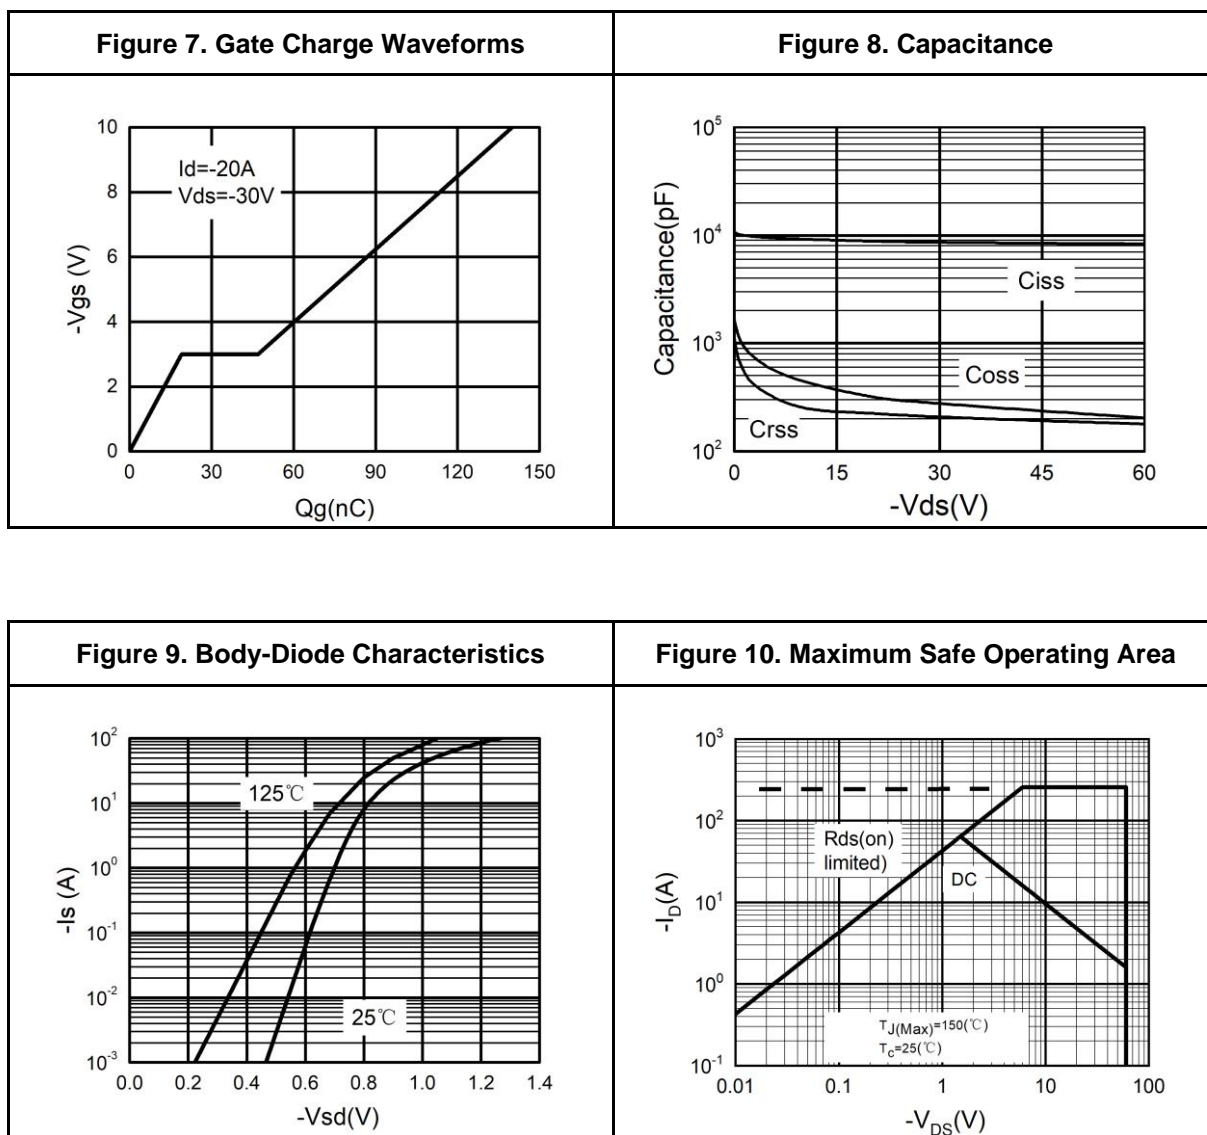 Figure 7. Gate Charge Waveforms
Figure 8. Capacitance
10
8
6
4
2
0
-Vgs (V)
Id=-20A
Vds=-30V
0 30 60 90 120 150
Qg(nC)
10⁵
10⁴
10³
10²
Capacitance(pF)
Ciss
Coss
Crss
0 15 30 45 60
-Vds(V)
Figure 9. Body-Diode Characteristics
Figure 10. Maximum Safe Operating Area
10²
10¹
10⁰
10⁻¹
10⁻²
10⁻³
-Is (A)
125℃
25℃
0.0 0.2 0.4 0.6 0.8 1.0 1.2 1.4
-Vsd(V)
10³
10²
10¹
10⁰
10⁻¹
-I_D(A)
Rds(on)
limited)
DC
T_J(Max)=150(℃)
T_c=25(℃)
0.01 0.1 1 10 100
-V_DS(V)